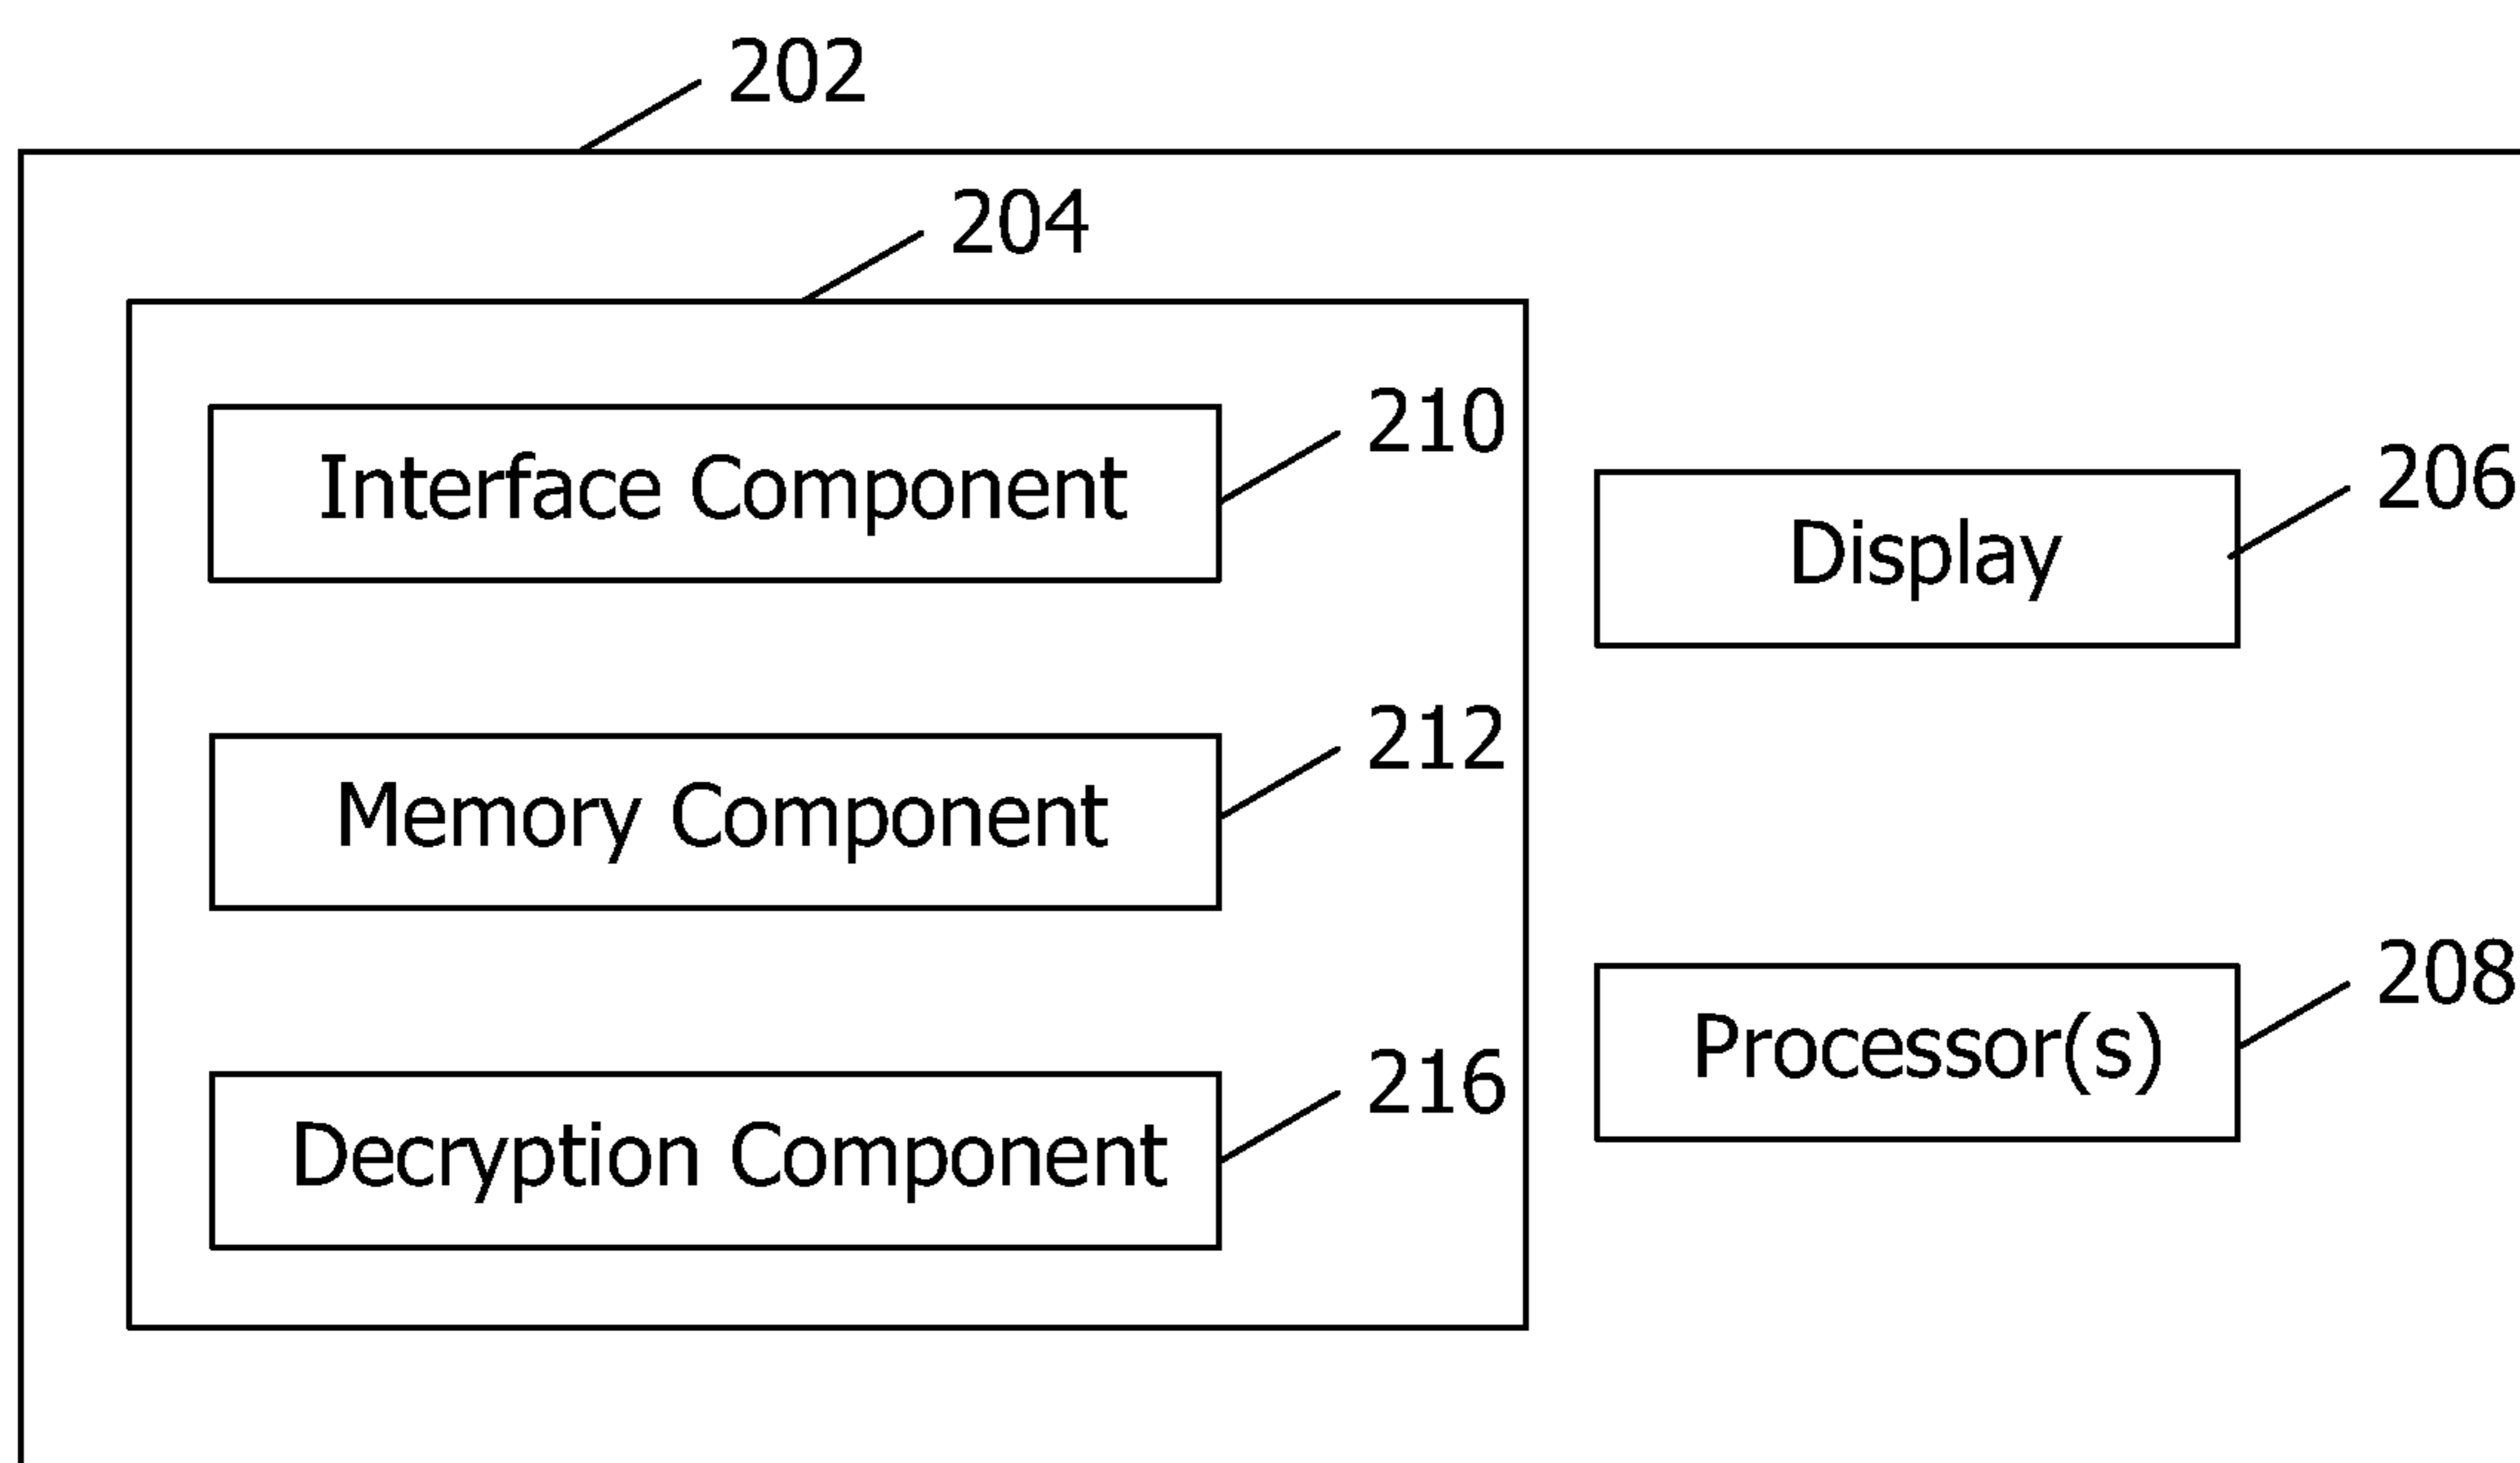 202
204
210
Interface Component
206
Display
212
Memory Component
208
Processor(s)
216
Decryption Component